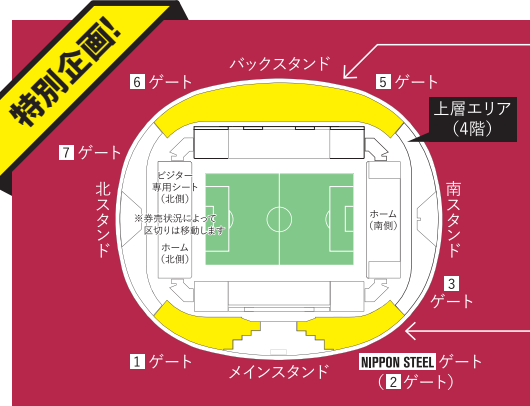 特別企画!
バックスタンド
6 ゲート
5 ゲート
上層エリア
(4階)
7 ゲート
ビジター
専用シート
(北側)
北スタンド
※券売状況によって
区切りは移動します
ホーム
(北側)
ホーム
(南側)
南スタンド
3
ゲート
1 ゲート
メインスタンド
NIPPON STEEL ゲート
(2 ゲート)